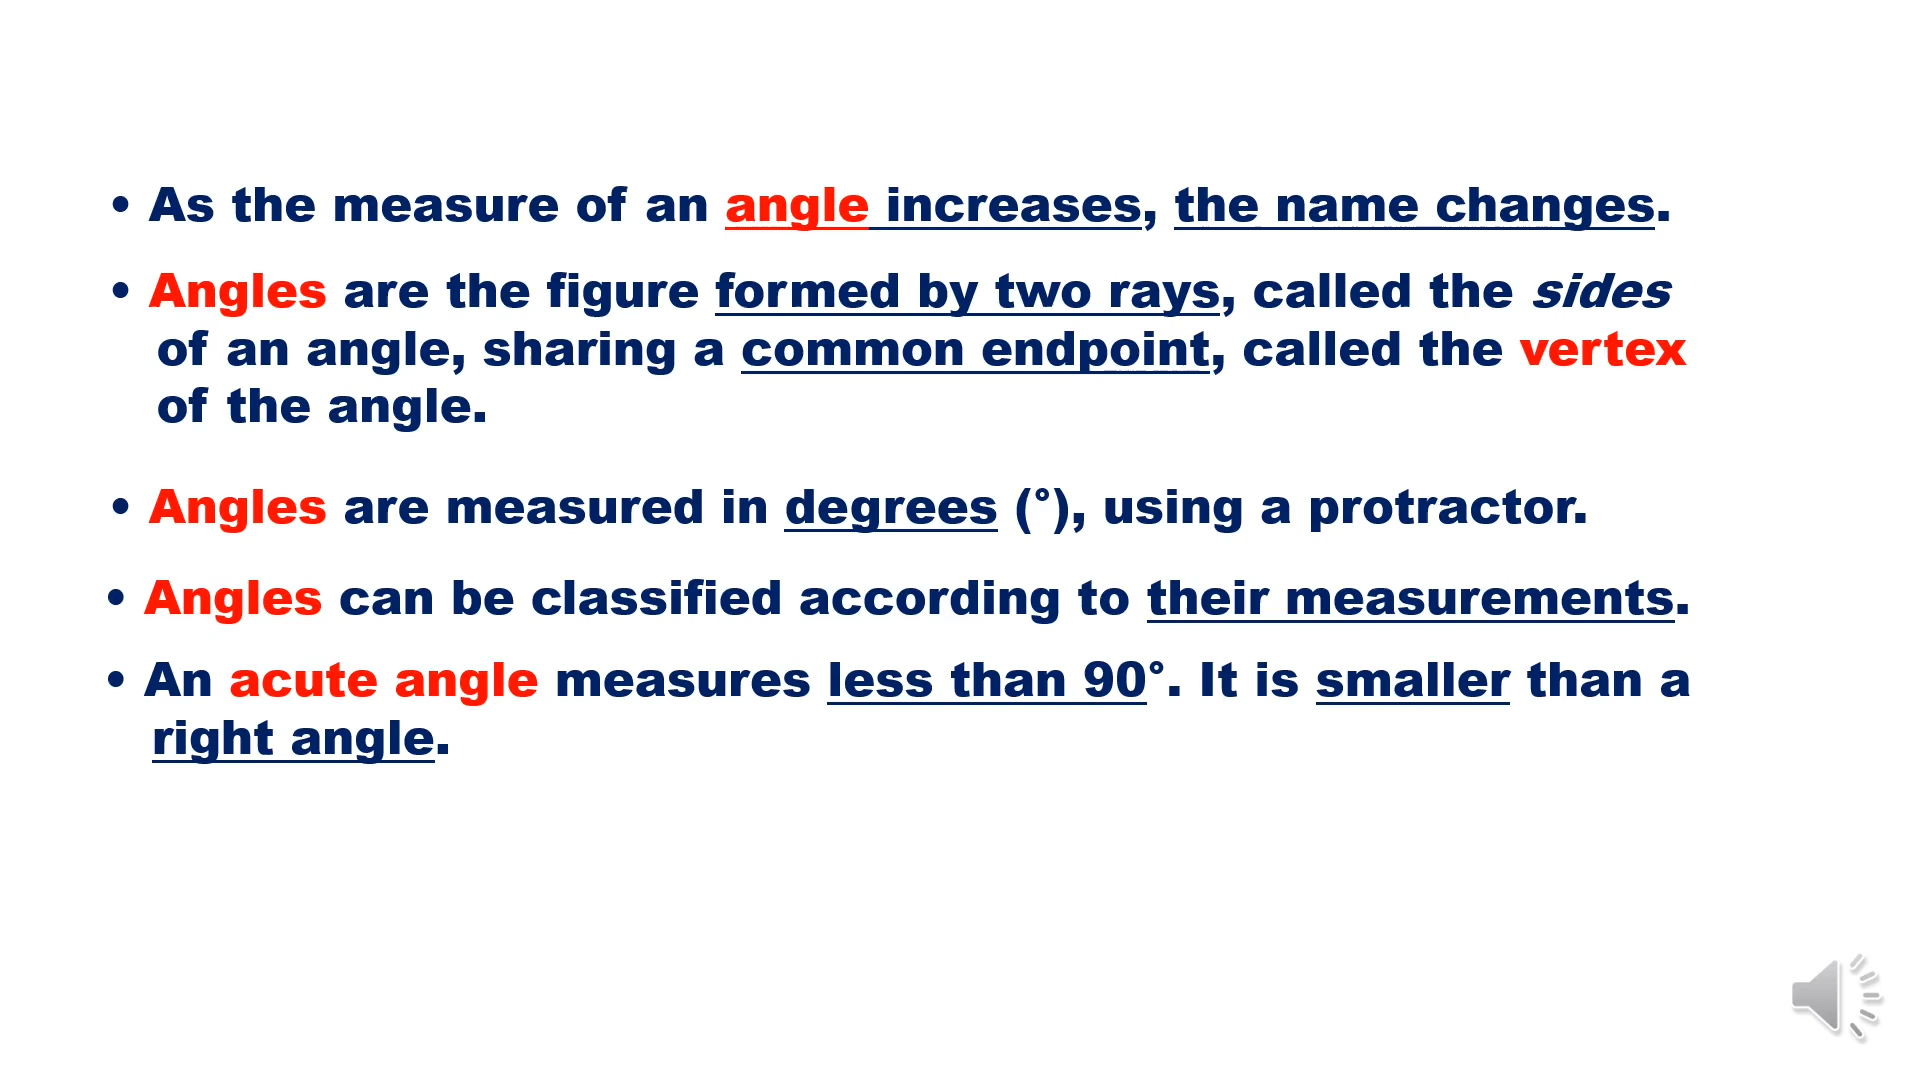 • As the measure of an angle increases, the name changes.
• Angles are the figure formed by two rays, called the sides
of an angle, sharing a common endpoint, called the vertex
of the angle.
• Angles are measured in degrees (°), using a protractor.
• Angles can be classified according to their measurements.
• An acute angle measures less than 90°. It is smaller than a
right angle.